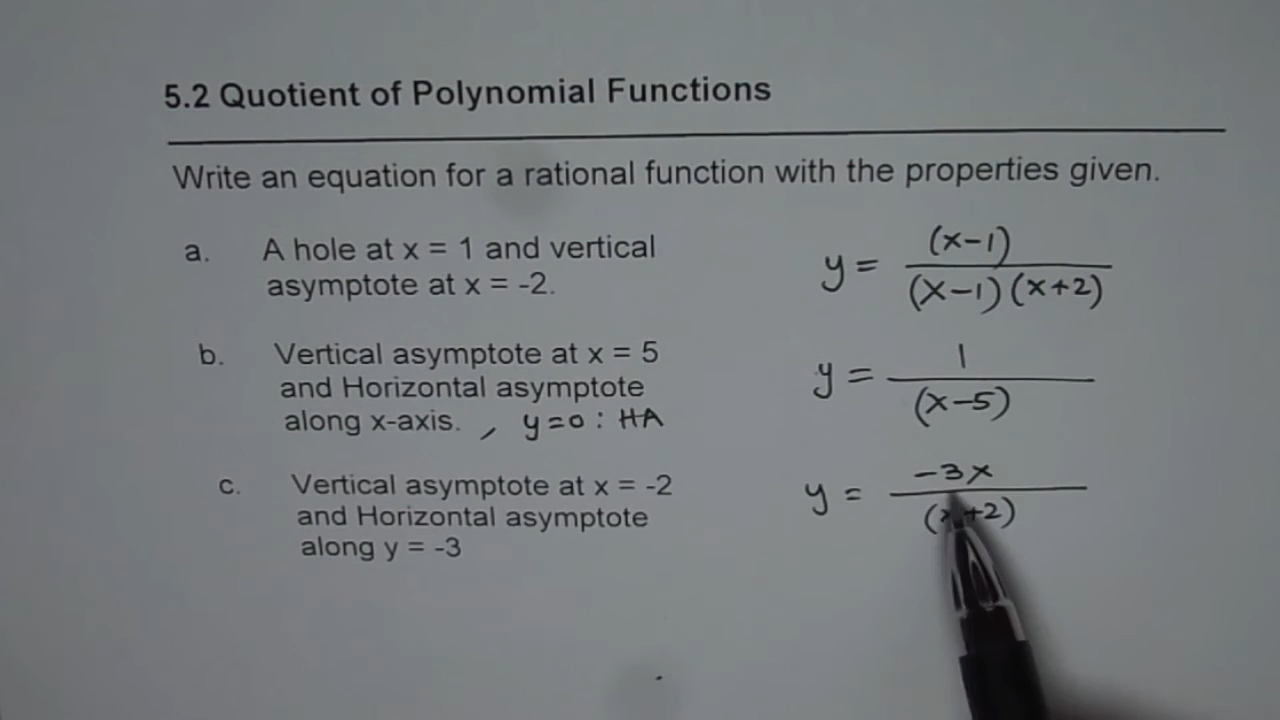 5.2 Quotient of Polynomial Functions
Write an equation for a rational function with the properties given.
a. A hole at x = 1 and vertical
asymptote at x = -2.
y = (x-1) / (x-1)(x+2)
b. Vertical asymptote at x = 5
and Horizontal asymptote
along x-axis. , y=0 : HA
y = 1 / (x-5)
c. Vertical asymptote at x = -2
and Horizontal asymptote
along y = -3
y = -3x / (x+2)